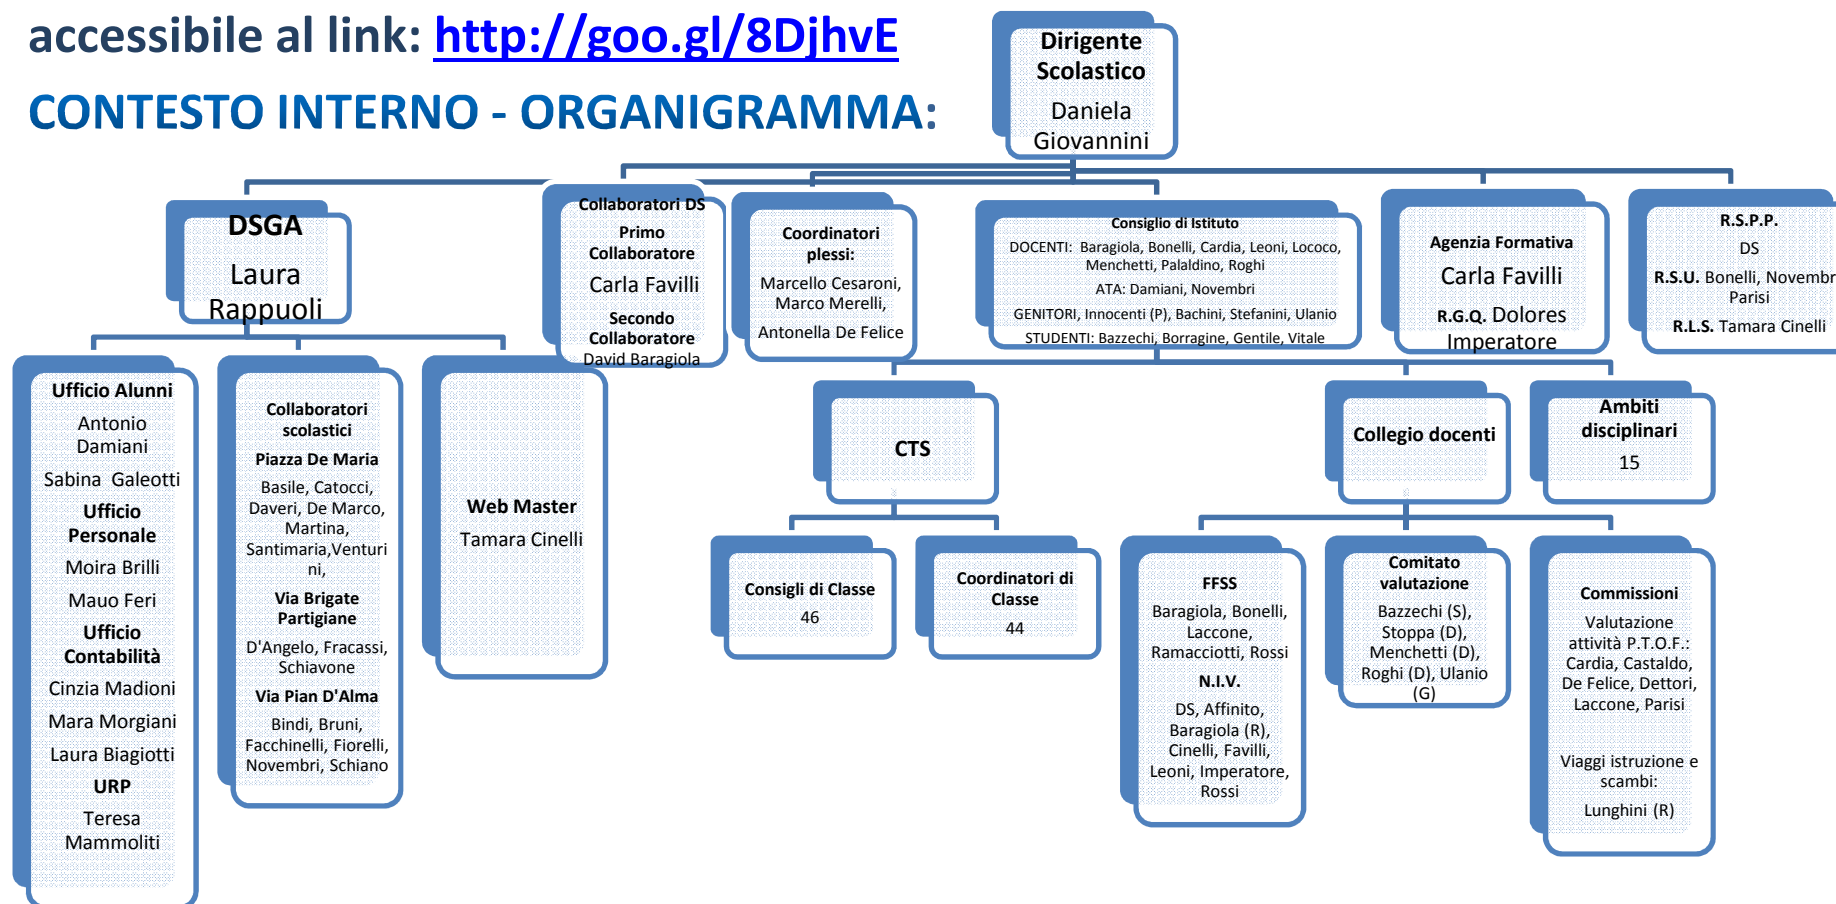 accessibile al link: http://goo.gl/8DjhvE
CONTESTO INTERNO - ORGANIGRAMMA:
Dirigente
Scolastico
Daniela
Giovannini
DSGA
Laura
Rappuoli
Collaboratori DS
Primo
Collaboratore
Carla Favilli
Secondo
Collaboratore
David Baragiola
Coordinatori
plessi:
Marcello Cesaroni,
Marco Merelli,
Antonella De Felice
Consiglio di Istituto
DOCENTI:  Baragiola, Bonelli, Cardia, Leoni, Lococo,
Menchetti, Palaldino, Roghi
ATA: Damiani, Novembri
GENITORI, Innocenti (P), Bachini, Stefanini, Ulanio
STUDENTI: Bazzechi, Borragine, Gentile, Vitale
Agenzia Formativa
Carla Favilli
R.G.Q. Dolores
Imperatore
R.S.P.P.
DS
R.S.U. Bonelli, Novembr
Parisi
R.L.S. Tamara Cinelli
Ufficio Alunni
Antonio
Damiani
Sabina  Galeotti
Ufficio
Personale
Moira Brilli
Mauo Feri
Ufficio
Contabilità
Cinzia Madioni
Mara Morgiani
Laura Biagiotti
URP
Teresa
Mammoliti
Collaboratori
scolastici
Piazza De Maria
Basile, Catocci,
Daveri, De Marco,
Martina,
Santimaria,Venturi
ni,
Via Brigate
Partigiane
D'Angelo, Fracassi,
Schiavone
Via Pian D'Alma
Bindi, Bruni,
Facchinelli, Fiorelli,
Novembri, Schiano
Web Master
Tamara Cinelli
CTS
Collegio docenti
Ambiti
disciplinari
15
Consigli di Classe
46
Coordinatori di
Classe
44
FFSS
Baragiola, Bonelli,
Laccone,
Ramacciotti, Rossi
N.I.V.
DS, Affinito,
Baragiola (R),
Cinelli, Favilli,
Leoni, Imperatore,
Rossi
Comitato
valutazione
Bazzechi (S),
Stoppa (D),
Menchetti (D),
Roghi (D), Ulanio
(G)
Commissioni
Valutazione
attività P.T.O.F.:
Cardia, Castaldo,
De Felice, Dettori,
Laccone, Parisi
Viaggi istruzione e
scambi:
Lunghini (R)